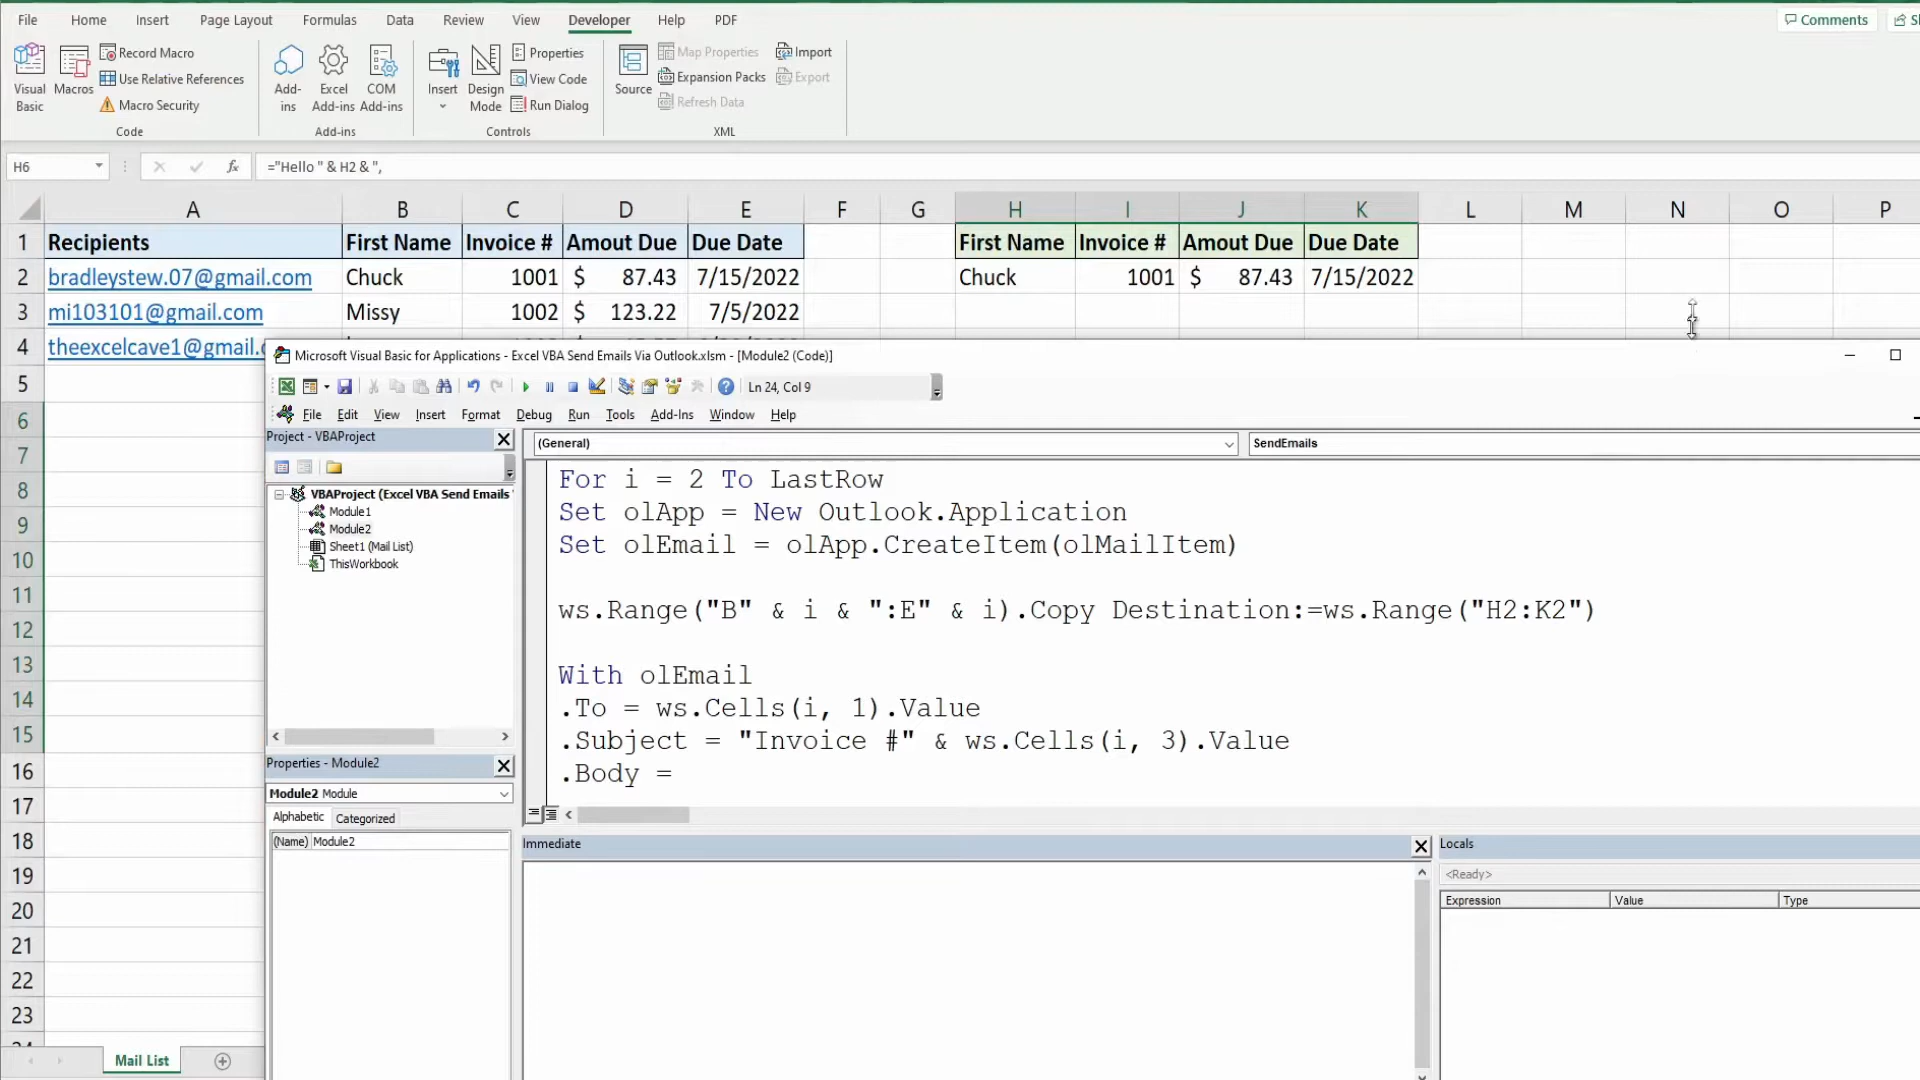 File Home Insert Page Layout Formulas Data Review View Developer Help PDF Comments
Visual Basic Macros Record Macro Use Relative References Macro Security Code
Add-ins Excel Add-ins COM Add-ins Add-ins
Insert Design Mode Properties View Code Run Dialog Controls
Source Map Properties Expansion Packs Refresh Data Import Export XML
H6 fx ="Hello " & H2 & ",
A B C D E F G H I J K L M N O P
1 Recipients First Name Invoice # Amout Due Due Date First Name Invoice # Amout Due Due Date
2 bradleystew.07@gmail.com Chuck 1001 $ 87.43 7/15/2022 Chuck 1001 $ 87.43 7/15/2022
3 mi103101@gmail.com Missy 1002 $ 123.22 7/5/2022
4 theexcelcave1@gmail.c
5
6
7
8
9
10
11
12
13
14
15
16
17
18
19
20
21
22
23
Mail List
Microsoft Visual Basic for Applications - Excel VBA Send Emails Via Outlook.xlsm - [Module2 (Code)]
Ln 24, Col 9
File Edit View Insert Format Debug Run Tools Add-Ins Window Help
Project - VBAProject
VBAProject (Excel VBA Send Emails
Module1
Module2
Sheet1 (Mail List)
ThisWorkbook
Properties - Module2
Module2 Module
Alphabetic Categorized
(Name) Module2
(General) SendEmails
For i = 2 To LastRow
Set olApp = New Outlook.Application
Set olEmail = olApp.CreateItem(olMailItem)
ws.Range("B" & i & ":E" & i).Copy Destination:=ws.Range("H2:K2")
With olEmail
.To = ws.Cells(i, 1).Value
.Subject = "Invoice #" & ws.Cells(i, 3).Value
.Body =
Immediate
Locals
<Ready>
Expression Value Type